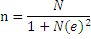 n = N / (1 + N(e)²)